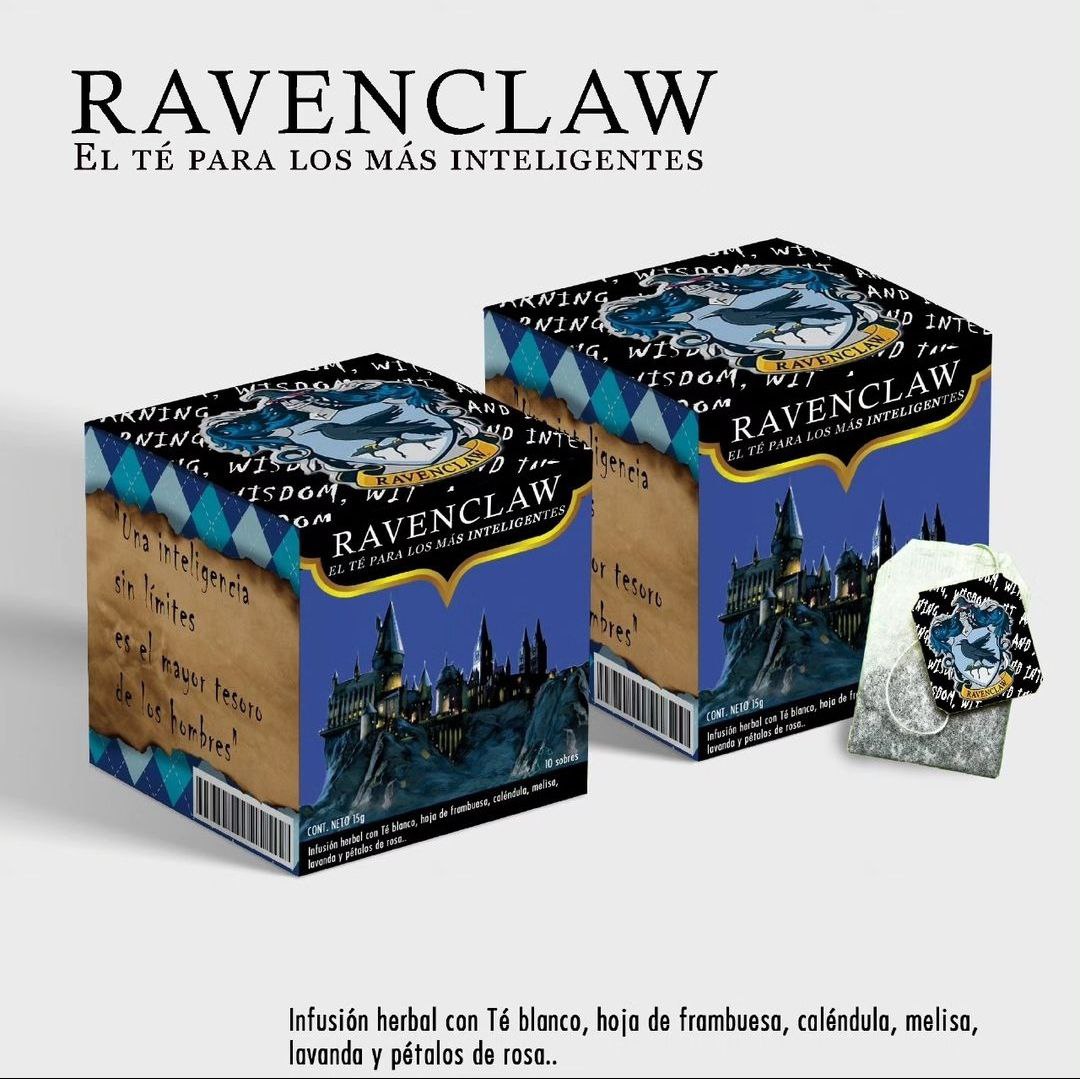 RAVENCLAW
EL TÉ PARA LOS MÁS INTELIGENTES
RAVENCLAW
RAVENCLAW
EL TÉ PARA LOS MÁS INTELIGENTES
"Una inteligencia
sin límites
es el mayor tesoro
de los hombres"
10 sobres
CONT. NETO 15g
Infusión herbal con Té blanco, hoja de frambuesa, caléndula, melisa,
lavanda y pétalos de rosa..
RAVENCLAW
RAVENCLAW
EL TÉ PARA LOS MÁS INTELIGENTES
tesoro
CONT. NETO 15g
Infusión herbal con Té blanco, hoja de
lavanda y pétalos de rosa..
WISDOM, WIT
RAVENCLAW
Infusión herbal con Té blanco, hoja de frambuesa, caléndula, melisa,
lavanda y pétalos de rosa..